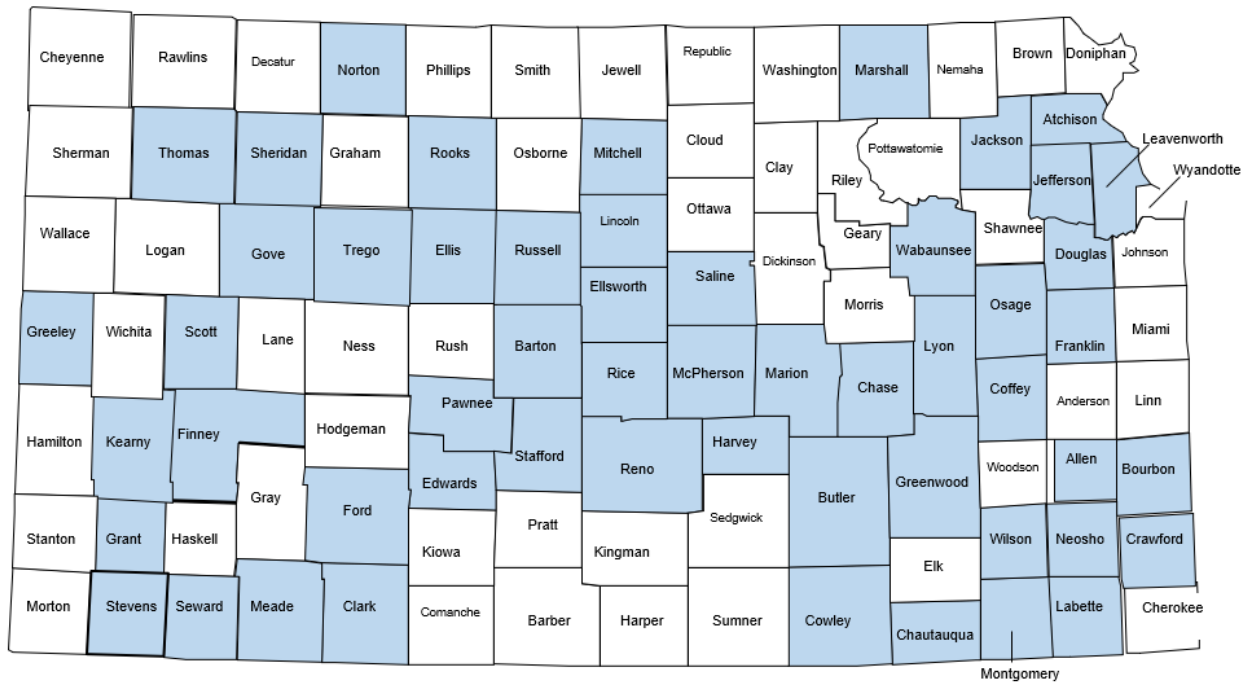 Cheyenne
Rawlins
Decatur
Norton
Phillips
Smith
Jewell
Republic
Washington
Marshall
Nemaha
Brown
Doniphan
Sherman
Thomas
Sheridan
Graham
Rooks
Osborne
Mitchell
Cloud
Clay
Riley
Pottawatomie
Jackson
Atchison
Jefferson
Leavenworth
Wyandotte
Wallace
Logan
Gove
Trego
Ellis
Russell
Lincoln
Ottawa
Dickinson
Geary
Wabaunsee
Shawnee
Douglas
Johnson
Ellsworth
Saline
Morris
Osage
Greeley
Wichita
Scott
Lane
Ness
Rush
Barton
Rice
McPherson
Marion
Chase
Lyon
Coffey
Franklin
Miami
Hamilton
Kearny
Finney
Hodgeman
Pawnee
Stafford
Edwards
Reno
Harvey
Butler
Greenwood
Woodson
Anderson
Linn
Allen
Bourbon
Stanton
Grant
Haskell
Gray
Ford
Kiowa
Pratt
Kingman
Sedgwick
Elk
Wilson
Neosho
Crawford
Morton
Stevens
Seward
Meade
Clark
Comanche
Barber
Harper
Sumner
Cowley
Chautauqua
Montgomery
Labette
Cherokee